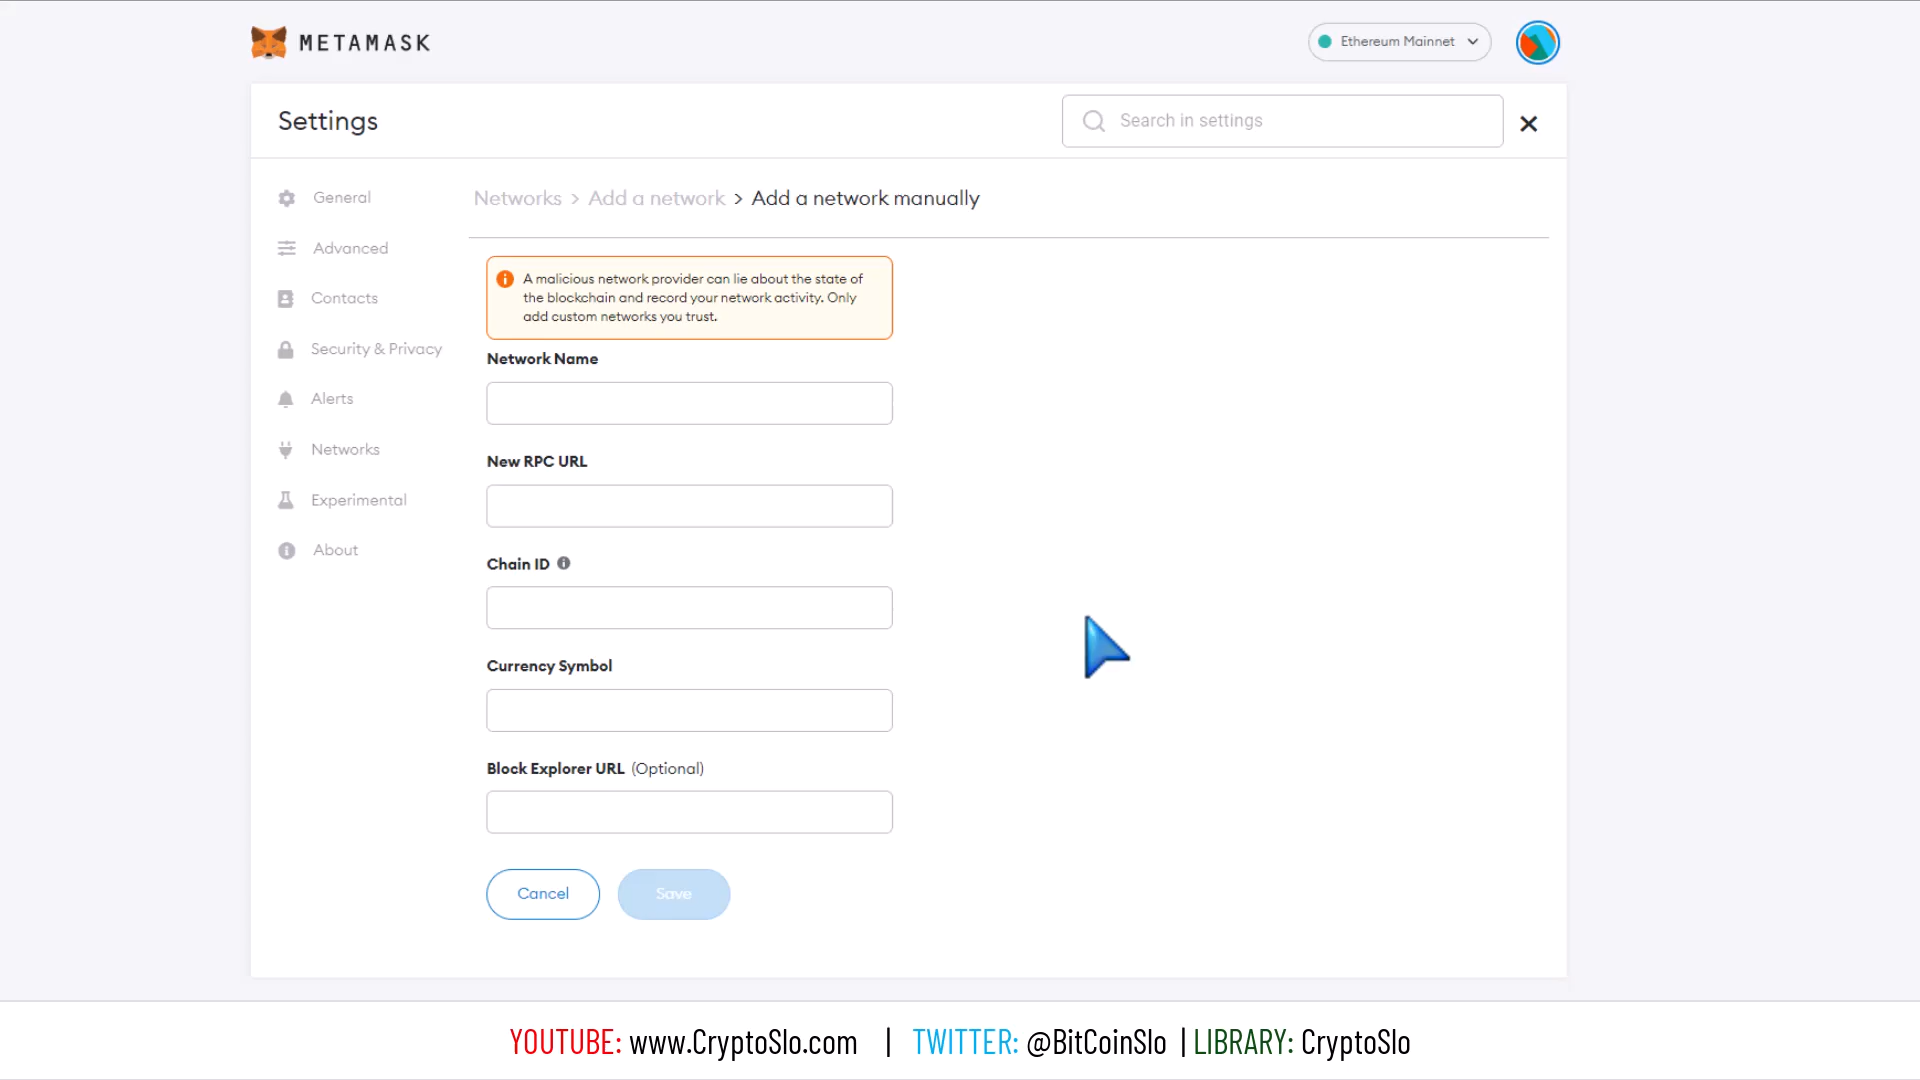 METAMASK
Ethereum Mainnet
Settings
Search in settings
General
Advanced
Contacts
Security & Privacy
Alerts
Networks
Experimental
About
Networks > Add a network > Add a network manually
A malicious network provider can lie about the state of
the blockchain and record your network activity. Only
add custom networks you trust.
Network Name
New RPC URL
Chain ID
Currency Symbol
Block Explorer URL (Optional)
Cancel
Save
YOUTUBE: www.CryptoSlo.com | TWITTER: @BitCoinSlo | LIBRARY: CryptoSlo